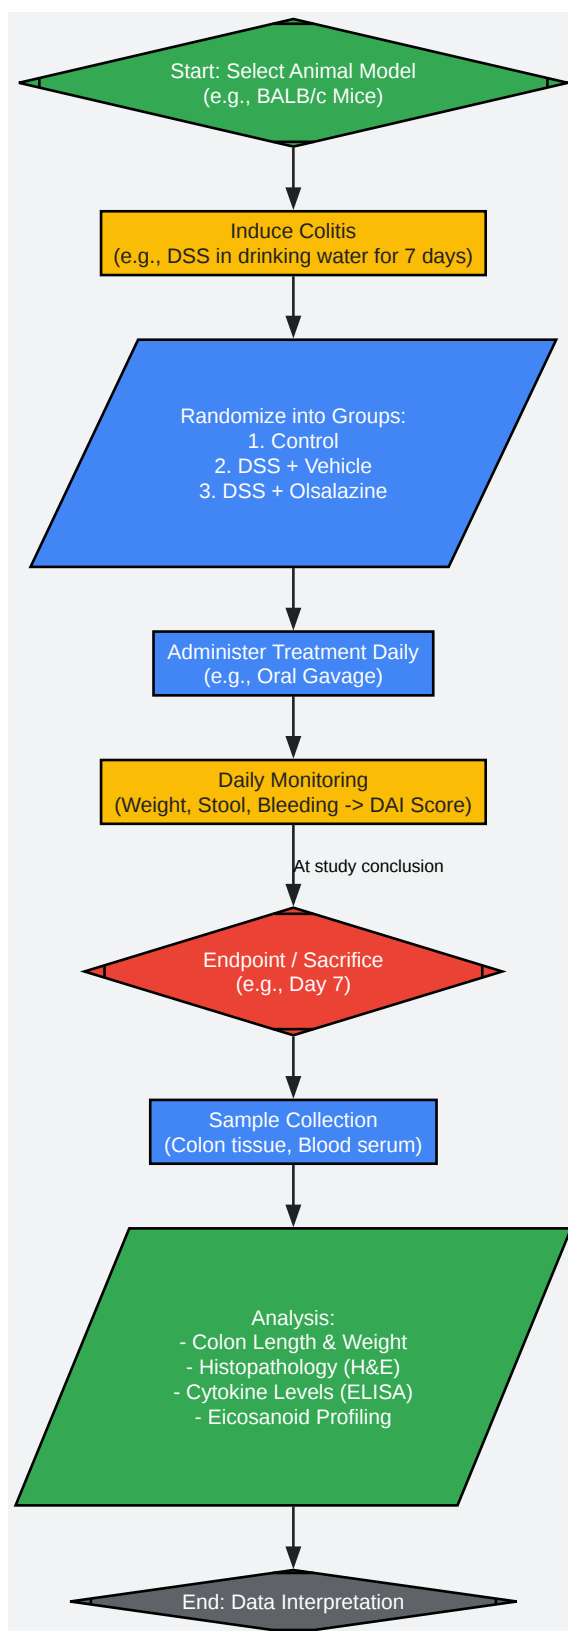 Start: Select Animal Model
(e.g., BALB/c Mice)
Induce Colitis
(e.g., DSS in drinking water for 7 days)
Randomize into Groups:
1. Control
2. DSS + Vehicle
3. DSS + Olsalazine
Administer Treatment Daily
(e.g., Oral Gavage)
Daily Monitoring
(Weight, Stool, Bleeding -> DAI Score)
At study conclusion
Endpoint / Sacrifice
(e.g., Day 7)
Sample Collection
(Colon tissue, Blood serum)
Analysis:
- Colon Length & Weight
- Histopathology (H&E)
- Cytokine Levels (ELISA)
- Eicosanoid Profiling
End: Data Interpretation